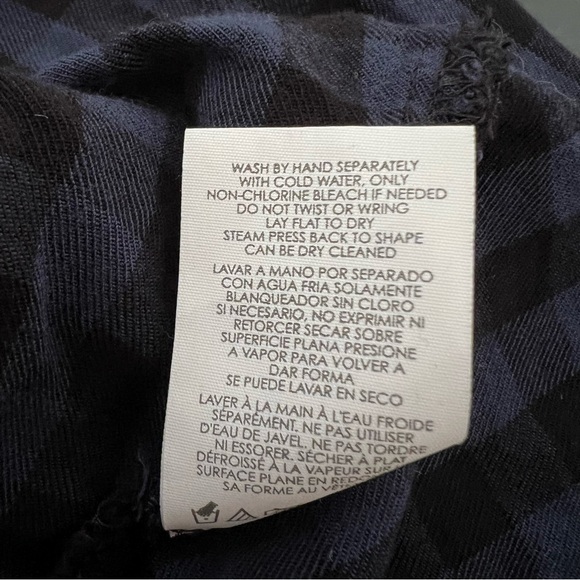 WASH BY HAND SEPARATELY
WITH COLD WATER, ONLY
NON-CHLORINE BLEACH IF NEEDED
DO NOT TWIST OR WRING
LAY FLAT TO DRY
STEAM PRESS BACK TO SHAPE
CAN BE DRY CLEANED
LAVAR A MANO POR SEPARADO
CON AGUA FRIA SOLAMENTE
BLANQUEADOR SIN CLORO
SI NECESARIO, NO EXPRIMIR NI
RETORCER SECAR SOBRE
SUPERFICIE PLANA PRESIONE
A VAPOR PARA VOLVER A
DAR FORMA
SE PUEDE LAVAR EN SECO
LAVER À LA MAIN À L'EAU FROIDE
SÉPARÉMENT. NE PAS UTILISER
D'EAU DE JAVEL. NE PAS TORDRE
NI ESSORER. SÉCHER À PLAT
DÉFROISSÉ À LA VAPEUR SUR
SURFACE PLANE EN
SA FORME AU